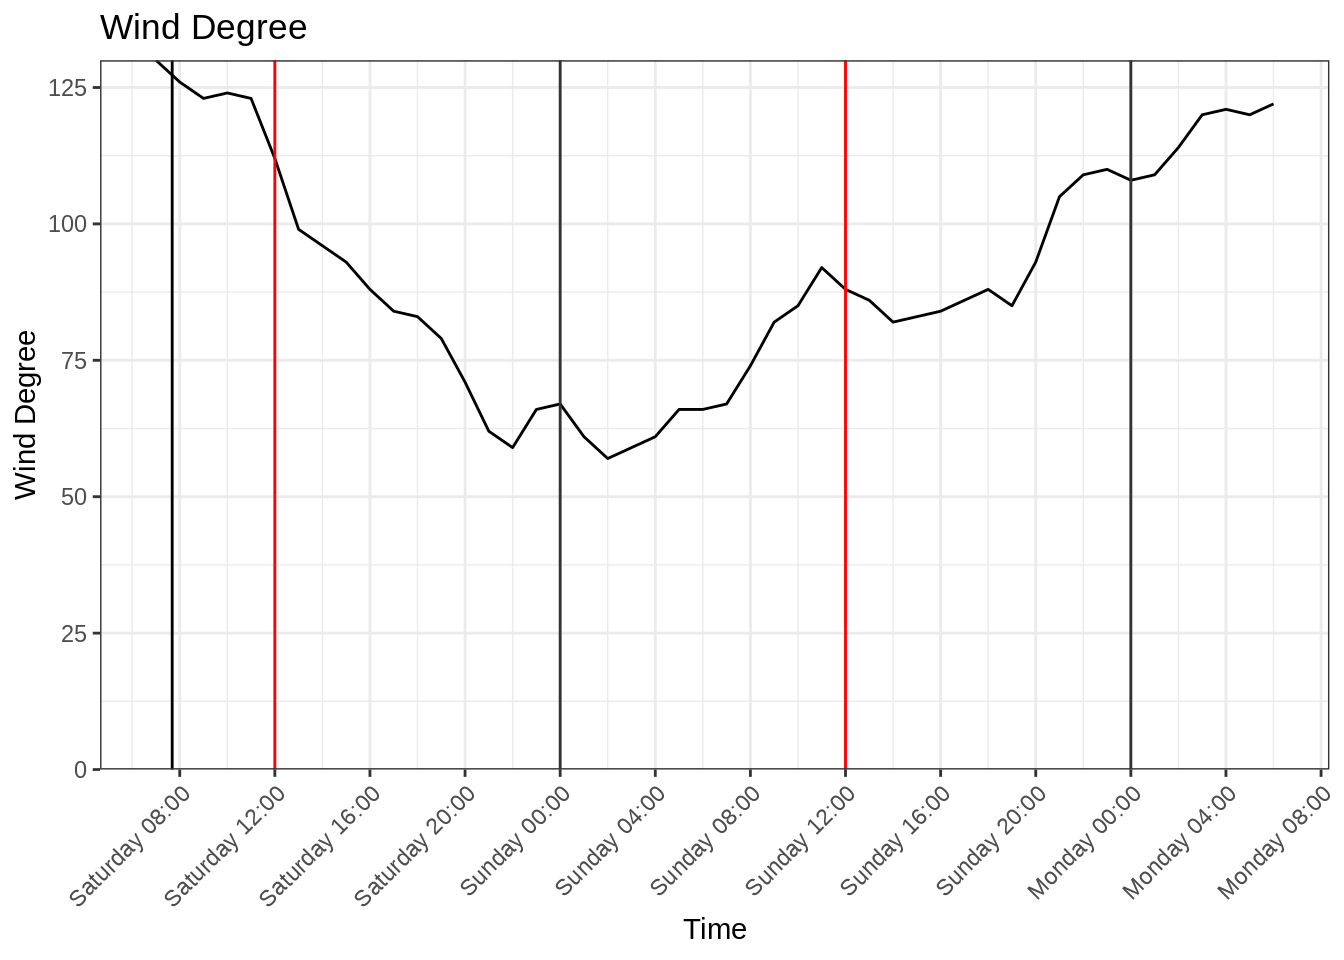 Wind Degree
Wind Degree
125
100
75
50
25
0
Saturday 08:00
Saturday 12:00
Saturday 16:00
Saturday 20:00
Sunday 00:00
Sunday 04:00
Sunday 08:00
Sunday 12:00
Sunday 16:00
Sunday 20:00
Monday 00:00
Monday 04:00
Monday 08:00
Time